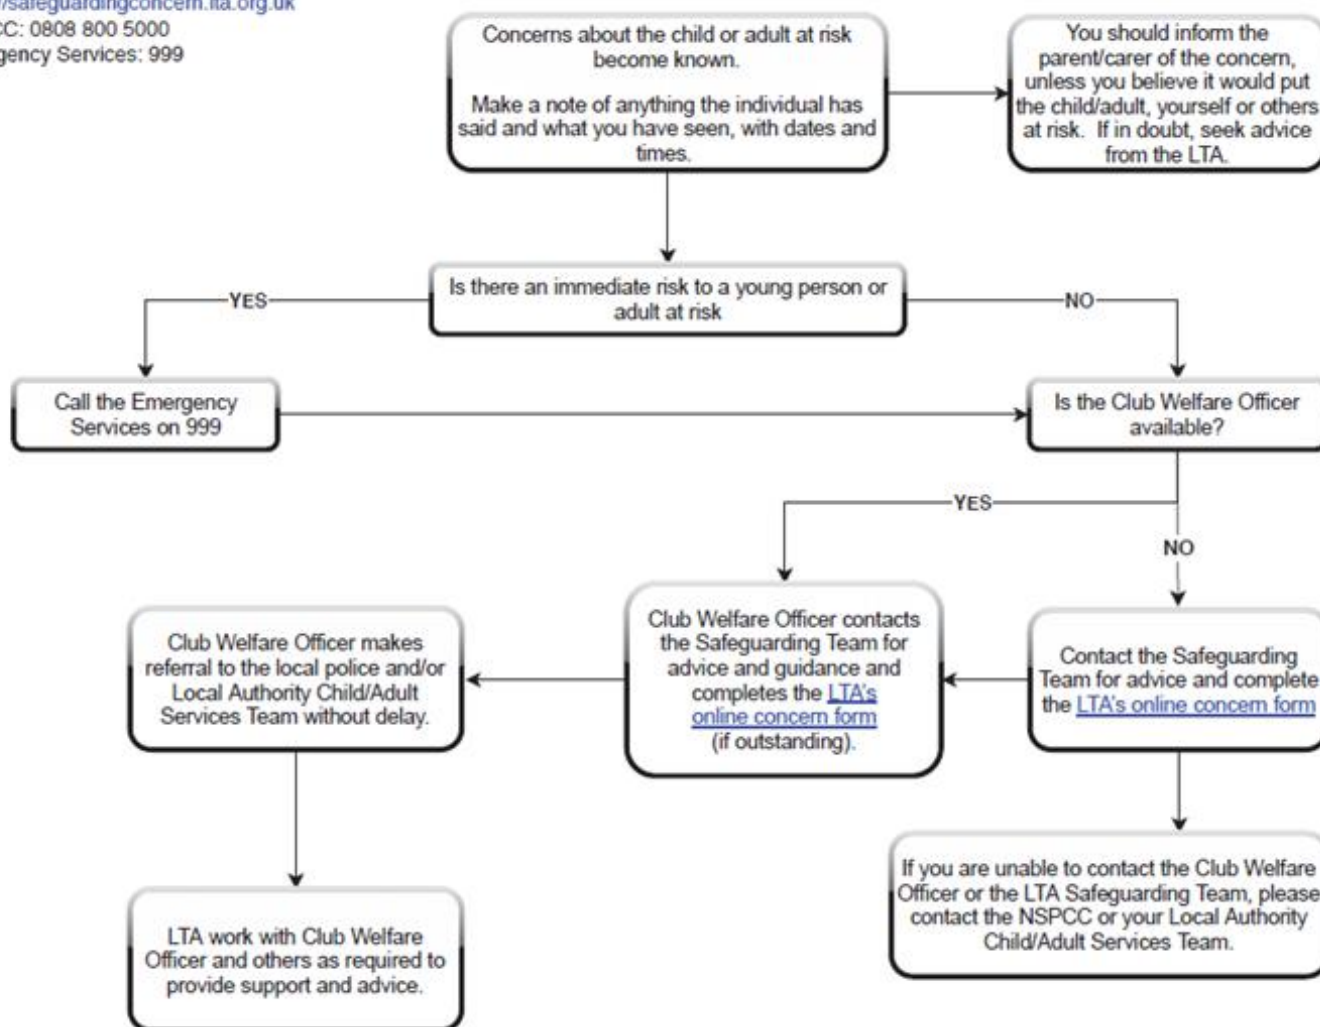 /safeguardingconcern.lta.org.uk
CC: 0808 800 5000
gency Services: 999
Concerns about the child or adult at risk
become known.
Make a note of anything the individual has
said and what you have seen, with dates and
times.
You should inform the
parent/carer of the concern,
unless you believe it would put
the child/adult, yourself or others
at risk. If in doubt, seek advice
from the LTA.
Is there an immediate risk to a young person or
adult at risk
YES
NO
Call the Emergency
Services on 999
Is the Club Welfare Officer
available?
YES
NO
Club Welfare Officer makes
referral to the local police and/or
Local Authority Child/Adult
Services Team without delay.
Club Welfare Officer contacts
the Safeguarding Team for
advice and guidance and
completes the LTA's
online concern form
(if outstanding).
Contact the Safeguarding
Team for advice and complete
the LTA's online concern form
If you are unable to contact the Club Welfare
Officer or the LTA Safeguarding Team, please
contact the NSPCC or your Local Authority
Child/Adult Services Team.
LTA work with Club Welfare
Officer and others as required to
provide support and advice.